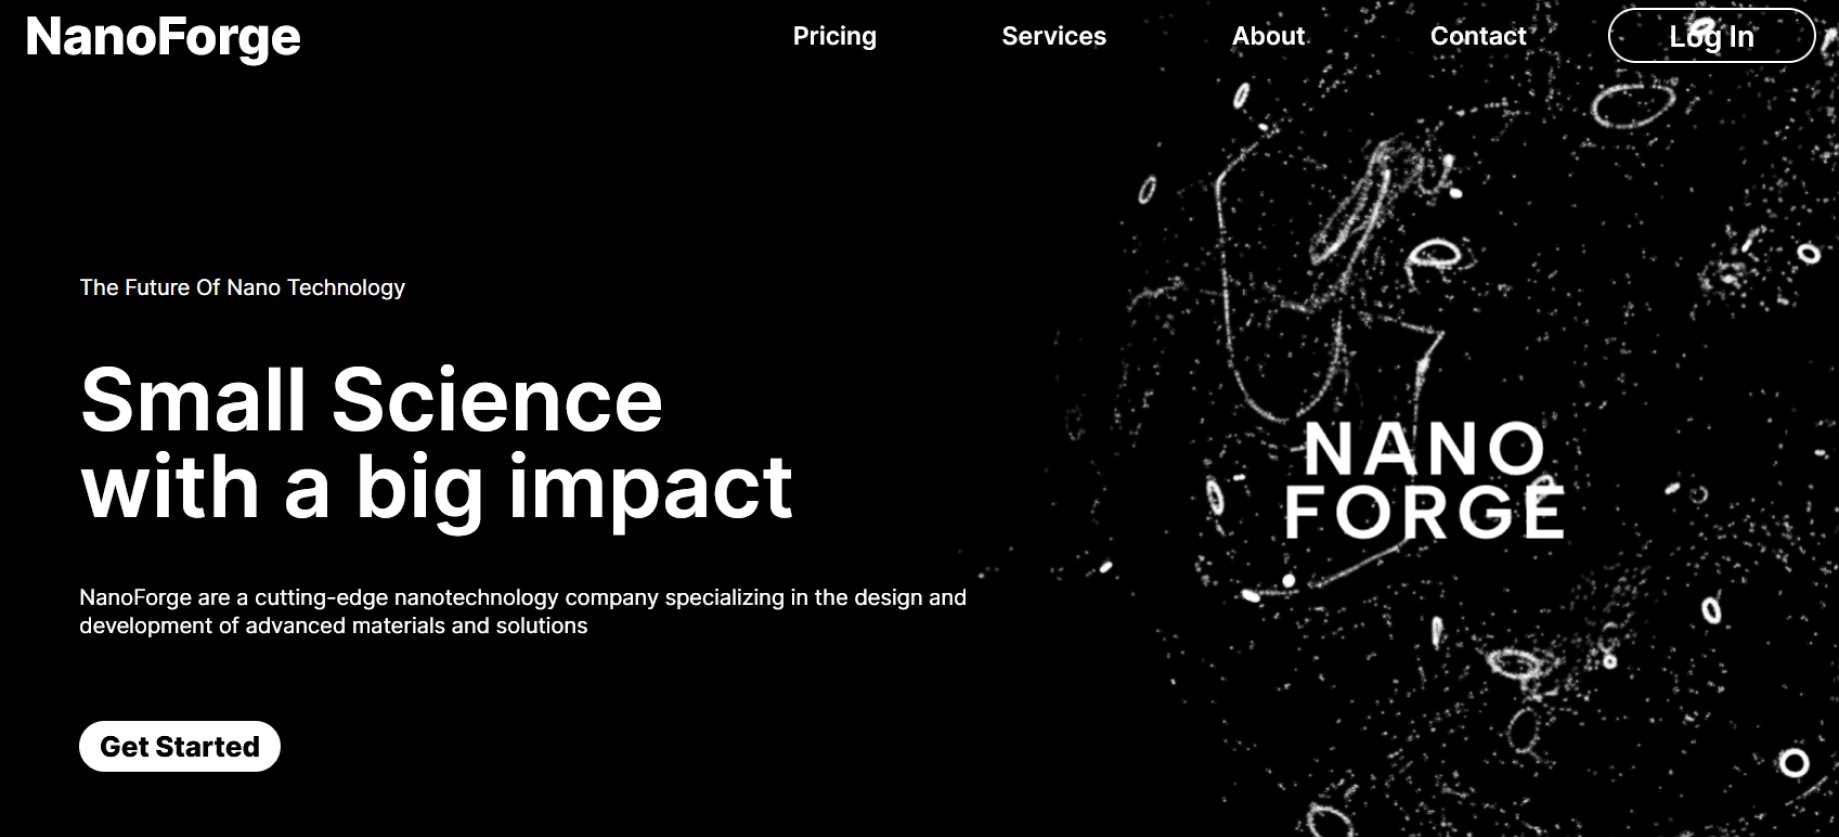 NanoForge
Pricing
Services
About
Contact
Log In
The Future Of Nano Technology
Small Science
with a big impact
NanoForge are a cutting-edge nanotechnology company specializing in the design and
development of advanced materials and solutions
Get Started
NANO
FORGE